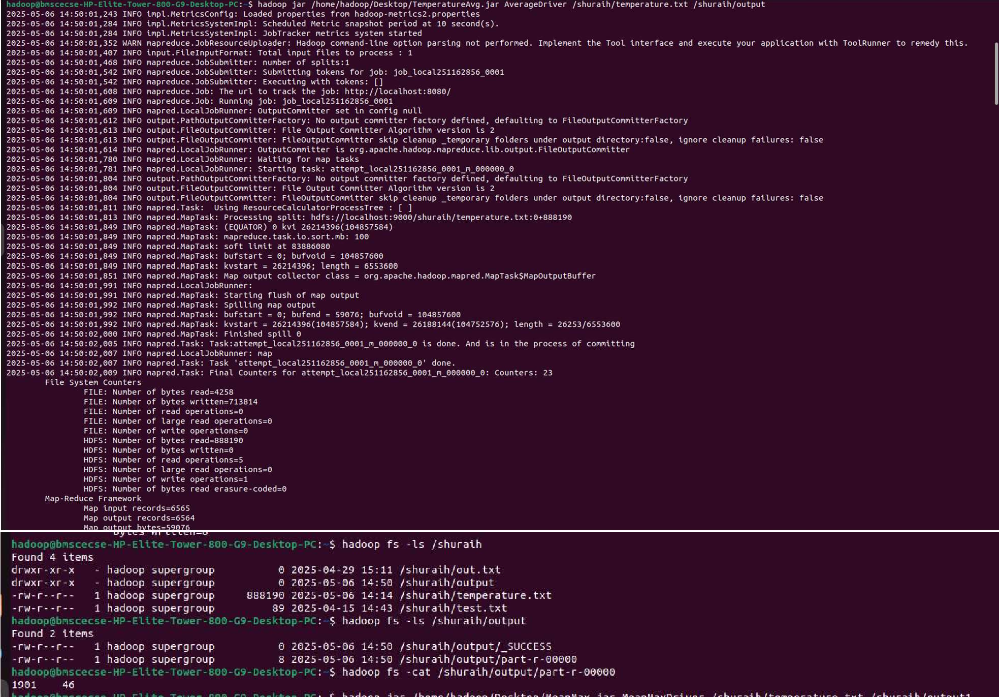 hadoop@bmscecse-HP-Elite-Tower-800-G9-Desktop-PC:~$ hadoop jar /home/hadoop/Desktop/TemperatureAvg.jar AverageDriver /shuraih/temperature.txt /shuraih/output
2025-05-06 14:50:01,243 INFO impl.MetricsConfig: Loaded properties from hadoop-metrics2.properties
2025-05-06 14:50:01,284 INFO impl.MetricsSystemImpl: Scheduled Metric snapshot period at 10 second(s).
2025-05-06 14:50:01,284 INFO impl.MetricsSystemImpl: JobTracker metrics system started
2025-05-06 14:50:01,352 WARN mapreduce.JobResourceUploader: Hadoop command-line option parsing not performed. Implement the Tool interface and execute your application with ToolRunner to remedy this.
2025-05-06 14:50:01,407 INFO input.FileInputFormat: Total input files to process : 1
2025-05-06 14:50:01,468 INFO mapreduce.JobSubmitter: number of splits:1
2025-05-06 14:50:01,542 INFO mapreduce.JobSubmitter: Submitting tokens for job: job_local251162856_0001
2025-05-06 14:50:01,542 INFO mapreduce.JobSubmitter: Executing with tokens: []
2025-05-06 14:50:01,608 INFO mapreduce.Job: The url to track the job: http://localhost:8080/
2025-05-06 14:50:01,609 INFO mapreduce.Job: Running job: job_local251162856_0001
2025-05-06 14:50:01,609 INFO mapred.LocalJobRunner: OutputCommitter set in config null
2025-05-06 14:50:01,612 INFO output.PathOutputCommitterFactory: No output committer factory defined, defaulting to FileOutputCommitterFactory
2025-05-06 14:50:01,613 INFO output.FileOutputCommitter: File Output Committer Algorithm version is 2
2025-05-06 14:50:01,613 INFO output.FileOutputCommitter: FileOutputCommitter skip cleanup _temporary folders under output directory:false, ignore cleanup failures: false
2025-05-06 14:50:01,614 INFO mapred.LocalJobRunner: OutputCommitter is org.apache.hadoop.mapreduce.lib.output.FileOutputCommitter
2025-05-06 14:50:01,780 INFO mapred.LocalJobRunner: Waiting for map tasks
2025-05-06 14:50:01,781 INFO mapred.LocalJobRunner: Starting task: attempt_local251162856_0001_m_000000_0
2025-05-06 14:50:01,804 INFO output.PathOutputCommitterFactory: No output committer factory defined, defaulting to FileOutputCommitterFactory
2025-05-06 14:50:01,804 INFO output.FileOutputCommitter: File Output Committer Algorithm version is 2
2025-05-06 14:50:01,804 INFO output.FileOutputCommitter: FileOutputCommitter skip cleanup _temporary folders under output directory:false, ignore cleanup failures: false
2025-05-06 14:50:01,811 INFO mapred.Task:  Using ResourceCalculatorProcessTree : [ ]
2025-05-06 14:50:01,813 INFO mapred.MapTask: Processing split: hdfs://localhost:9000/shuraih/temperature.txt:0+888190
2025-05-06 14:50:01,849 INFO mapred.MapTask: (EQUATOR) 0 kvi 26214396(104857584)
2025-05-06 14:50:01,849 INFO mapred.MapTask: mapreduce.task.io.sort.mb: 100
2025-05-06 14:50:01,849 INFO mapred.MapTask: soft limit at 83886080
2025-05-06 14:50:01,849 INFO mapred.MapTask: bufstart = 0; bufvoid = 104857600
2025-05-06 14:50:01,849 INFO mapred.MapTask: kvstart = 26214396; length = 6553600
2025-05-06 14:50:01,851 INFO mapred.MapTask: Map output collector class = org.apache.hadoop.mapred.MapTask$MapOutputBuffer
2025-05-06 14:50:01,991 INFO mapred.LocalJobRunner:
2025-05-06 14:50:01,991 INFO mapred.MapTask: Starting flush of map output
2025-05-06 14:50:01,992 INFO mapred.MapTask: Spilling map output
2025-05-06 14:50:01,992 INFO mapred.MapTask: bufstart = 0; bufend = 59076; bufvoid = 104857600
2025-05-06 14:50:01,992 INFO mapred.MapTask: kvstart = 26214396(104857584); kvend = 26188144(104752576); length = 26253/6553600
2025-05-06 14:50:02,000 INFO mapred.MapTask: Finished spill 0
2025-05-06 14:50:02,005 INFO mapred.Task: Task:attempt_local251162856_0001_m_000000_0 is done. And is in the process of committing
2025-05-06 14:50:02,007 INFO mapred.LocalJobRunner: map
2025-05-06 14:50:02,007 INFO mapred.Task: Task 'attempt_local251162856_0001_m_000000_0' done.
2025-05-06 14:50:02,009 INFO mapred.Task: Final Counters for attempt_local251162856_0001_m_000000_0: Counters: 23
File System Counters
FILE: Number of bytes read=4258
FILE: Number of bytes written=713814
FILE: Number of read operations=0
FILE: Number of large read operations=0
FILE: Number of write operations=0
HDFS: Number of bytes read=888190
HDFS: Number of bytes written=0
HDFS: Number of read operations=5
HDFS: Number of large read operations=0
HDFS: Number of write operations=1
HDFS: Number of bytes read erasure-coded=0
Map-Reduce Framework
Map input records=6565
Map output records=6564
Map output bytes=59076
Bytes Written=8
hadoop@bmscecse-HP-Elite-Tower-800-G9-Desktop-PC:~$ hadoop fs -ls /shuraih
Found 4 items
drwxr-xr-x   - hadoop supergroup          0 2025-04-29 15:11 /shuraih/out.txt
drwxr-xr-x   - hadoop supergroup          0 2025-05-06 14:50 /shuraih/output
-rw-r--r--   1 hadoop supergroup     888190 2025-05-06 14:14 /shuraih/temperature.txt
-rw-r--r--   1 hadoop supergroup         89 2025-04-15 14:43 /shuraih/test.txt
hadoop@bmscecse-HP-Elite-Tower-800-G9-Desktop-PC:~$ hadoop fs -ls /shuraih/output
Found 2 items
-rw-r--r--   1 hadoop supergroup          0 2025-05-06 14:50 /shuraih/output/_SUCCESS
-rw-r--r--   1 hadoop supergroup          8 2025-05-06 14:50 /shuraih/output/part-r-00000
hadoop@bmscecse-HP-Elite-Tower-800-G9-Desktop-PC:~$ hadoop fs -cat /shuraih/output/part-r-00000
1901    46
hadoop@bmscecse-HP-Elite-Tower-800-G9-Desktop-PC:~$ hadoop jar /home/hadoop/Desktop/MeanMax.jar MeanMaxDriver /shuraih/temperature.txt /shuraih/output1